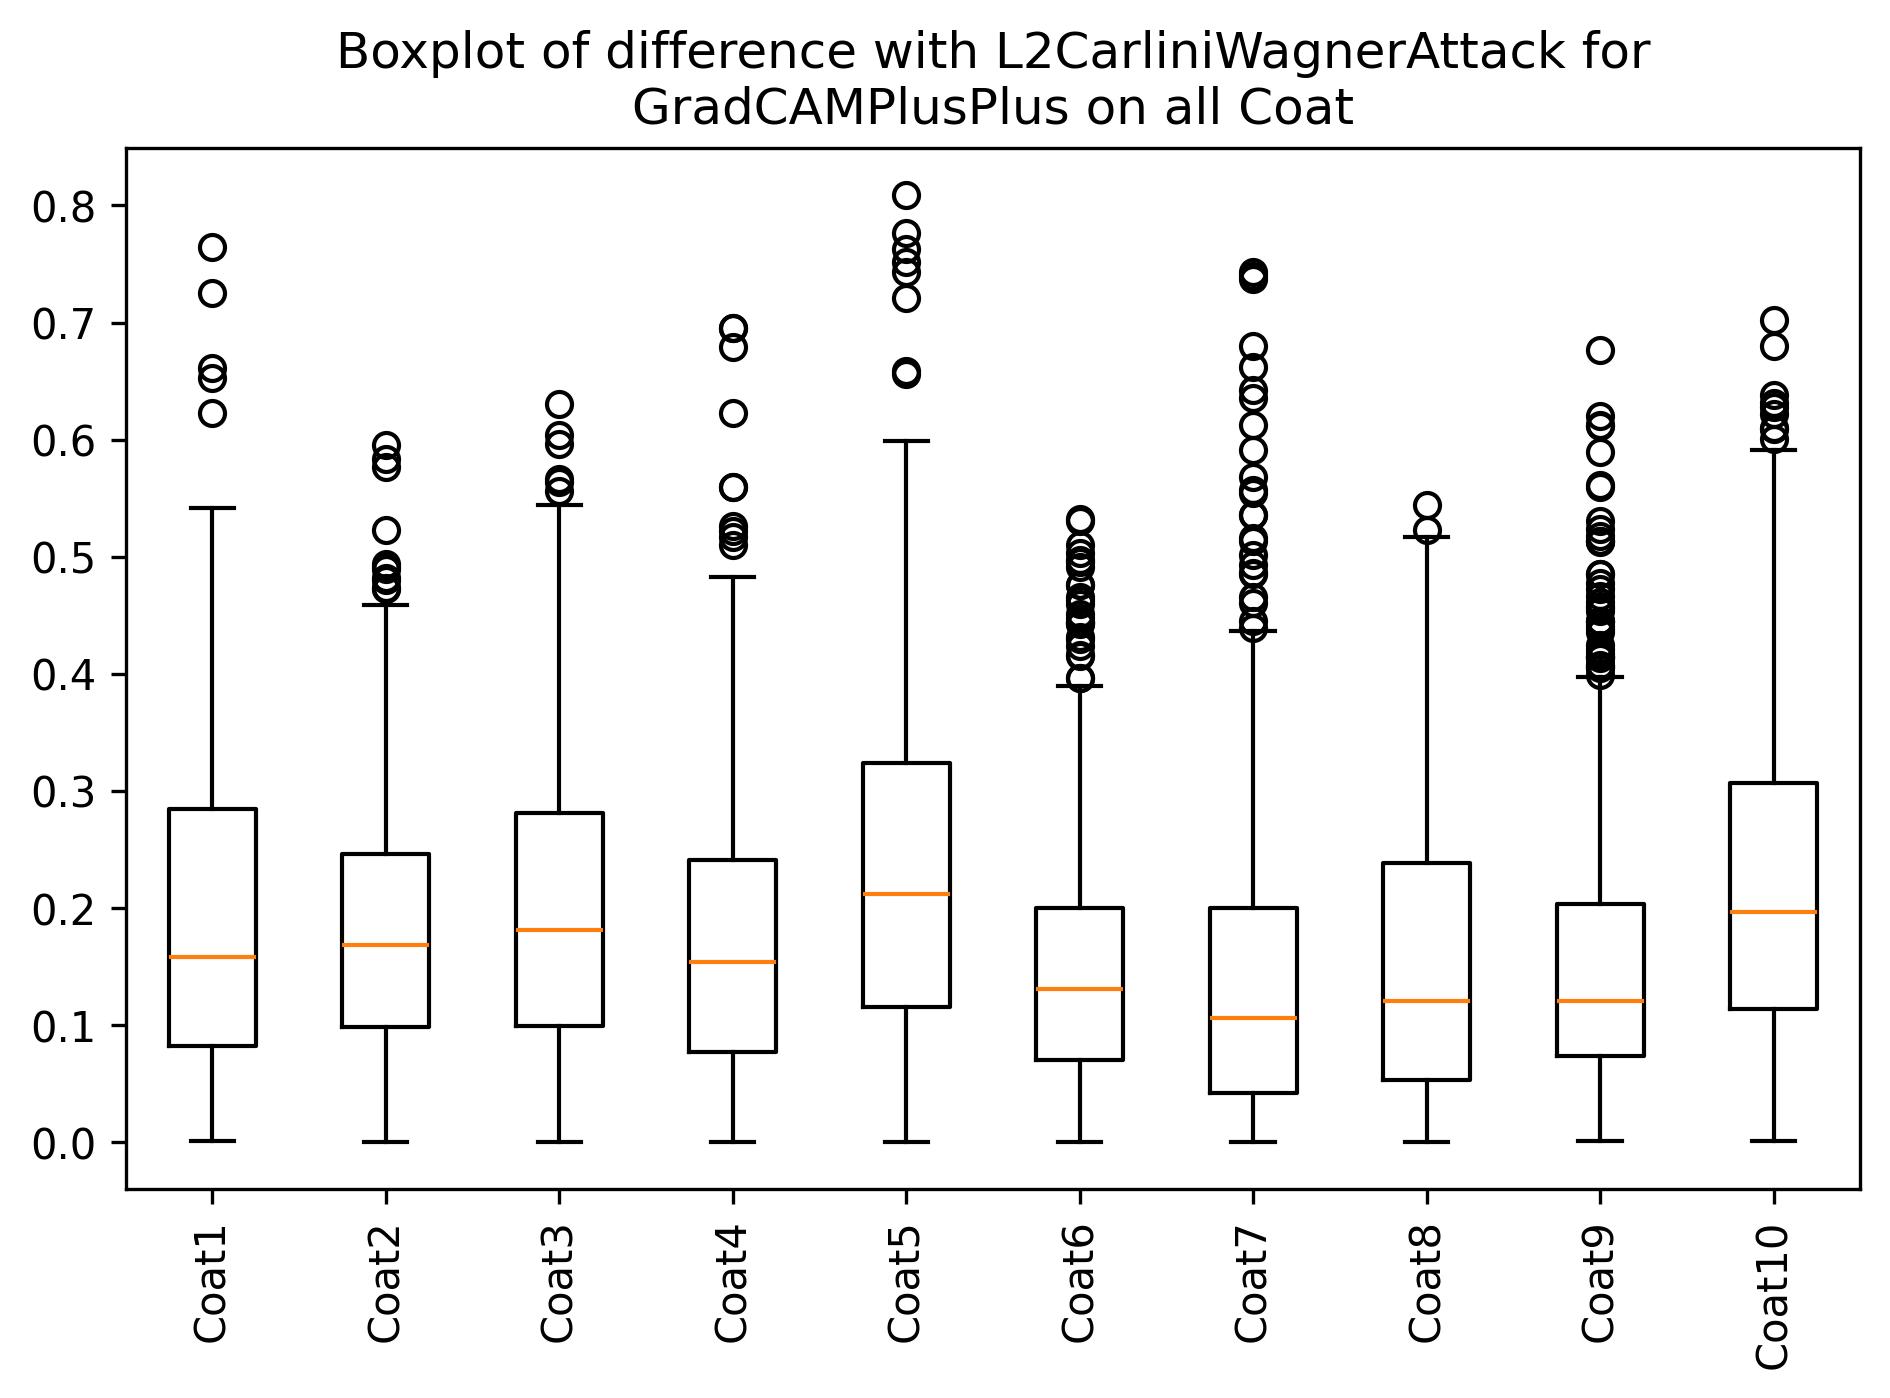 Boxplot of difference with L2CarliniWagnerAttack for
GradCAMPlusPlus on all Coat
0.8
0.7
0.6
0.5
0.4
0.3
0.2
0.1
0.0
Coat1
Coat2
Coat3
Coat4
Coat5
Coat6
Coat7
Coat8
Coat9
Coat10